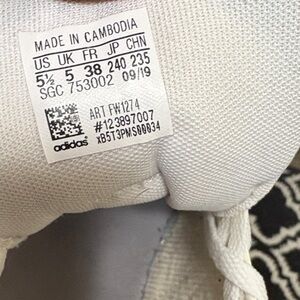 MADE IN CAMBODIA
US UK FR JP CHN
5½ 5 38 240 235
SGC 753002 09/19
ART FW1274
#123897007
XB5T3PMS00034
adidas